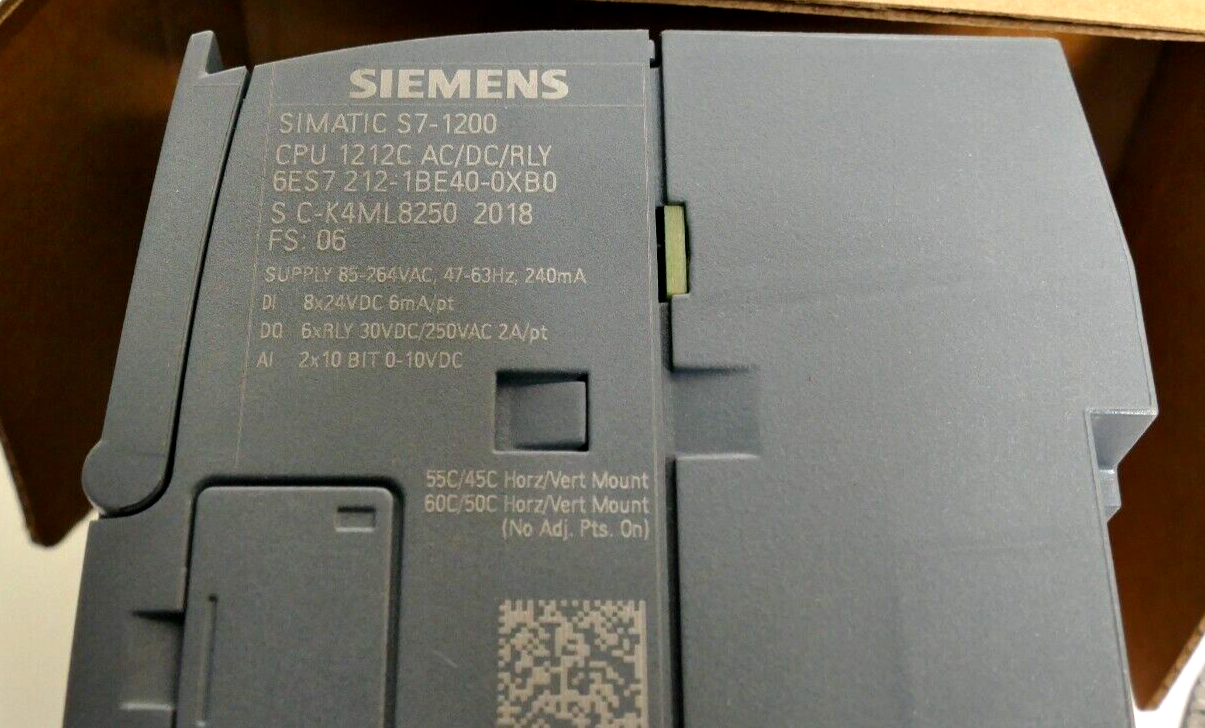 SIEMENS
SIMATIC S7-1200
CPU 1212C AC/DC/RLY
6ES7 212-1BE40-0XB0
S C-K4ML8250 2018
FS: 06
SUPPLY 85-264VAC, 47-63Hz, 240mA
DI 8x24VDC 6mA/pt
DQ 6xRLY 30VDC/250VAC 2A/pt
AI 2x10 BIT 0-10VDC
55C/45C Horz/Vert Mount
60C/50C Horz/Vert Mount
(No Adj. Pts. On)